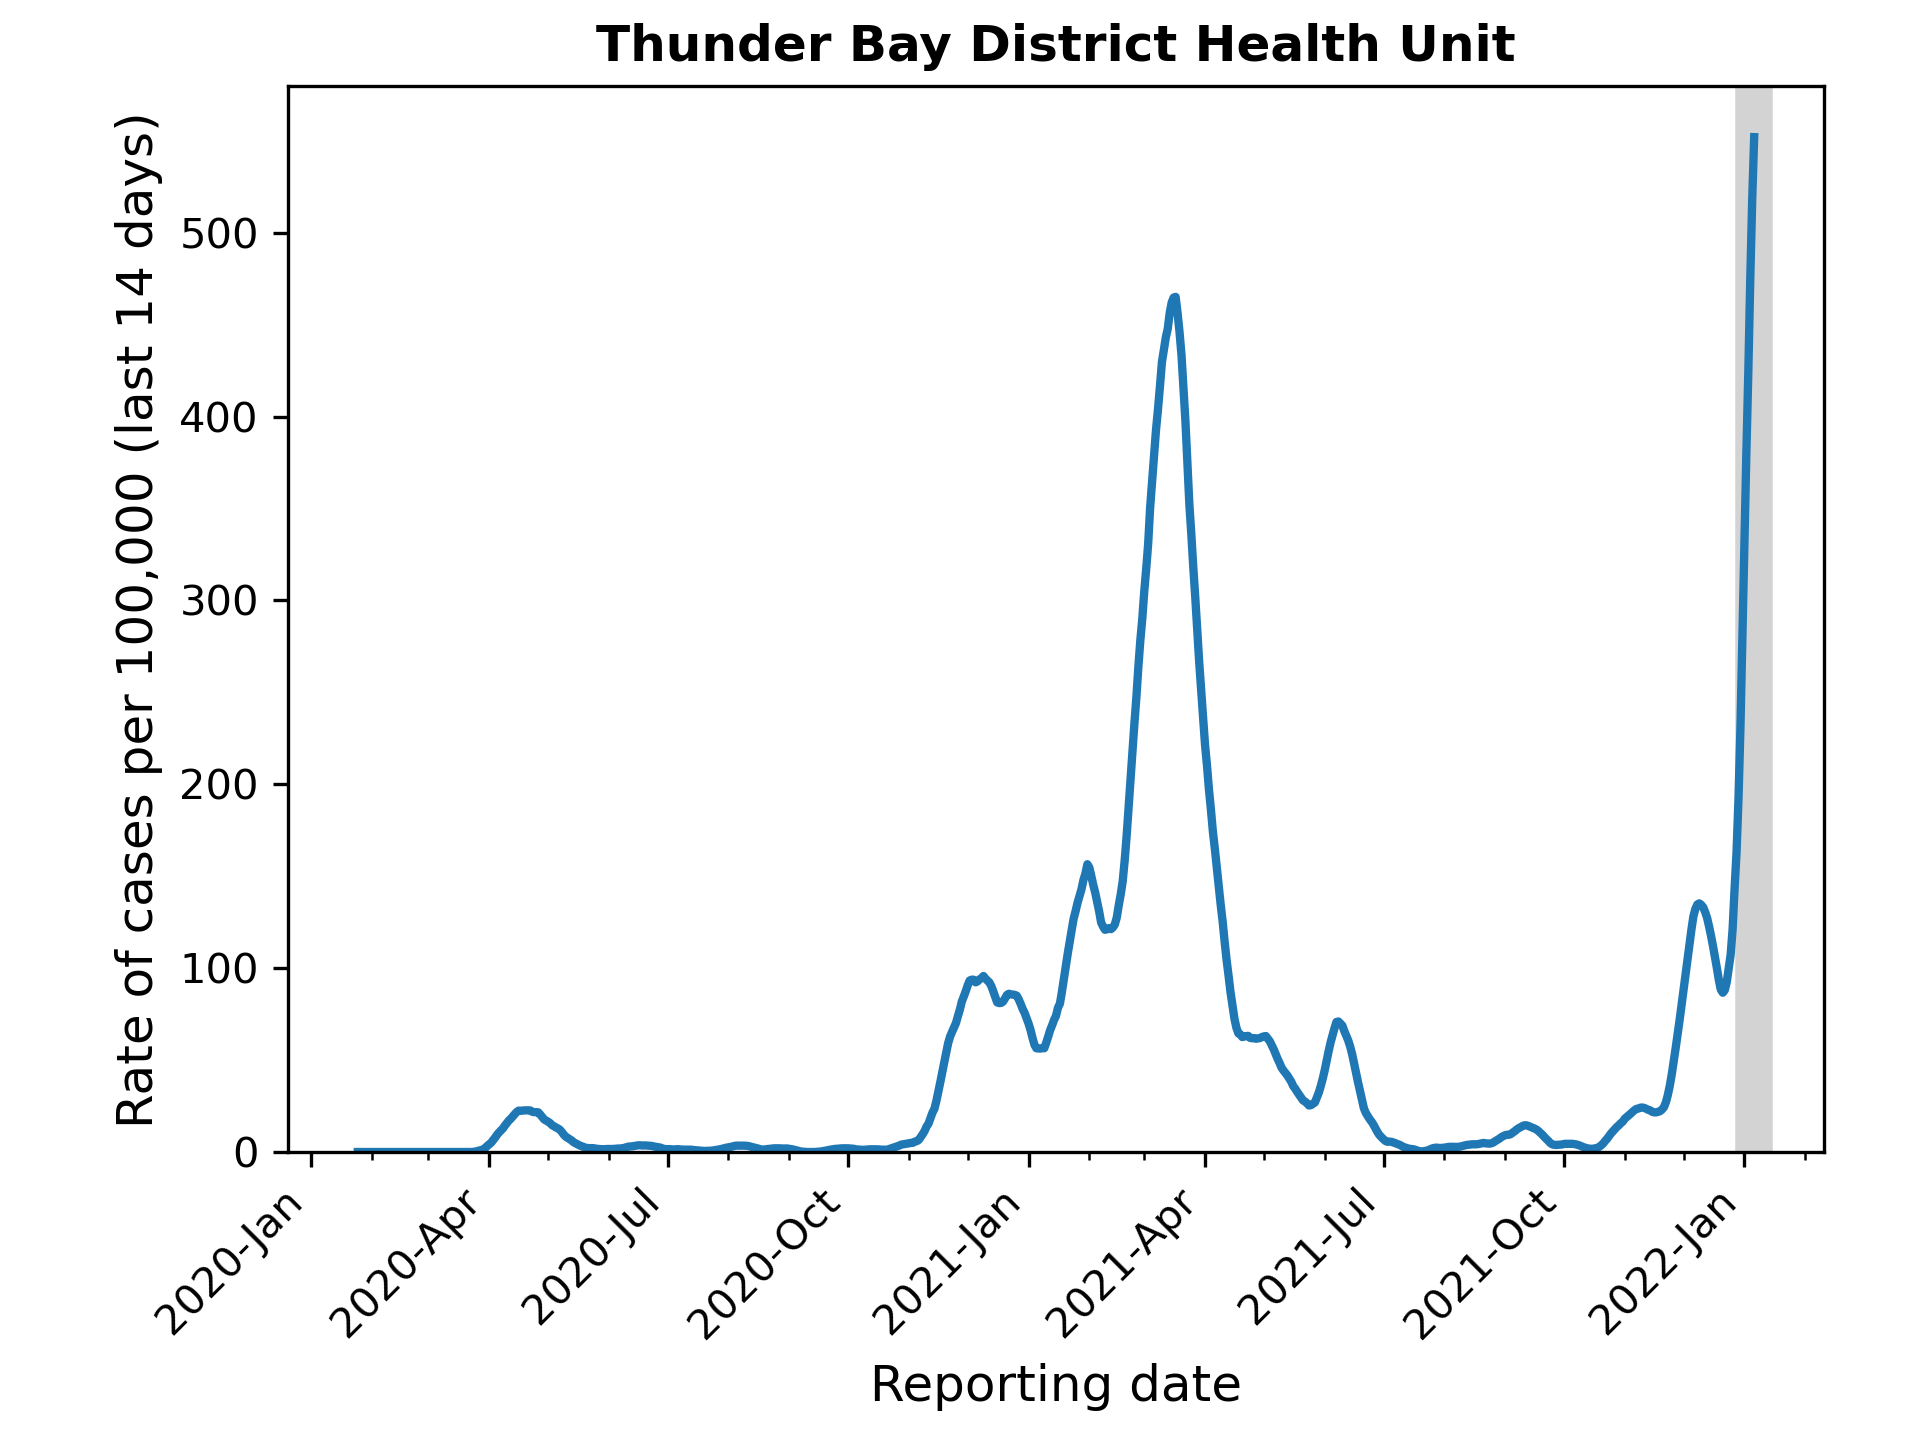 Thunder Bay District Health Unit
Rate of cases per 100,000 (last 14 days)
500
400
300
200
100
0
2020-Jan
2020-Apr
2020-Jul
2020-Oct
2021-Jan
2021-Apr
2021-Jul
2021-Oct
2022-Jan
Reporting date